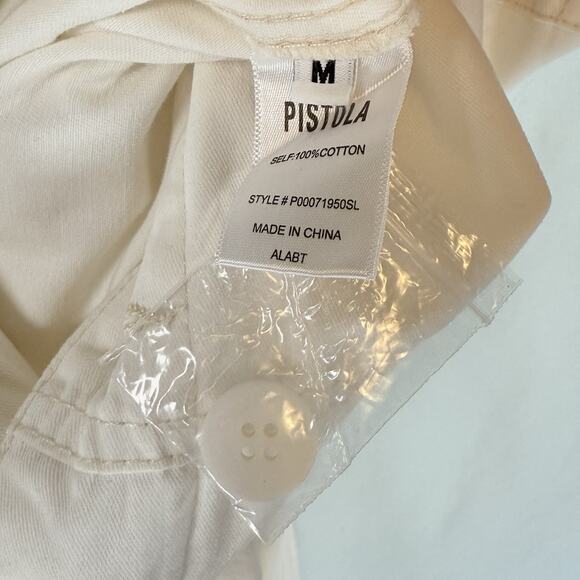 M
PISTOLA
SELF:100%COTTON
STYLE # P00071950SL
MADE IN CHINA
ALABT